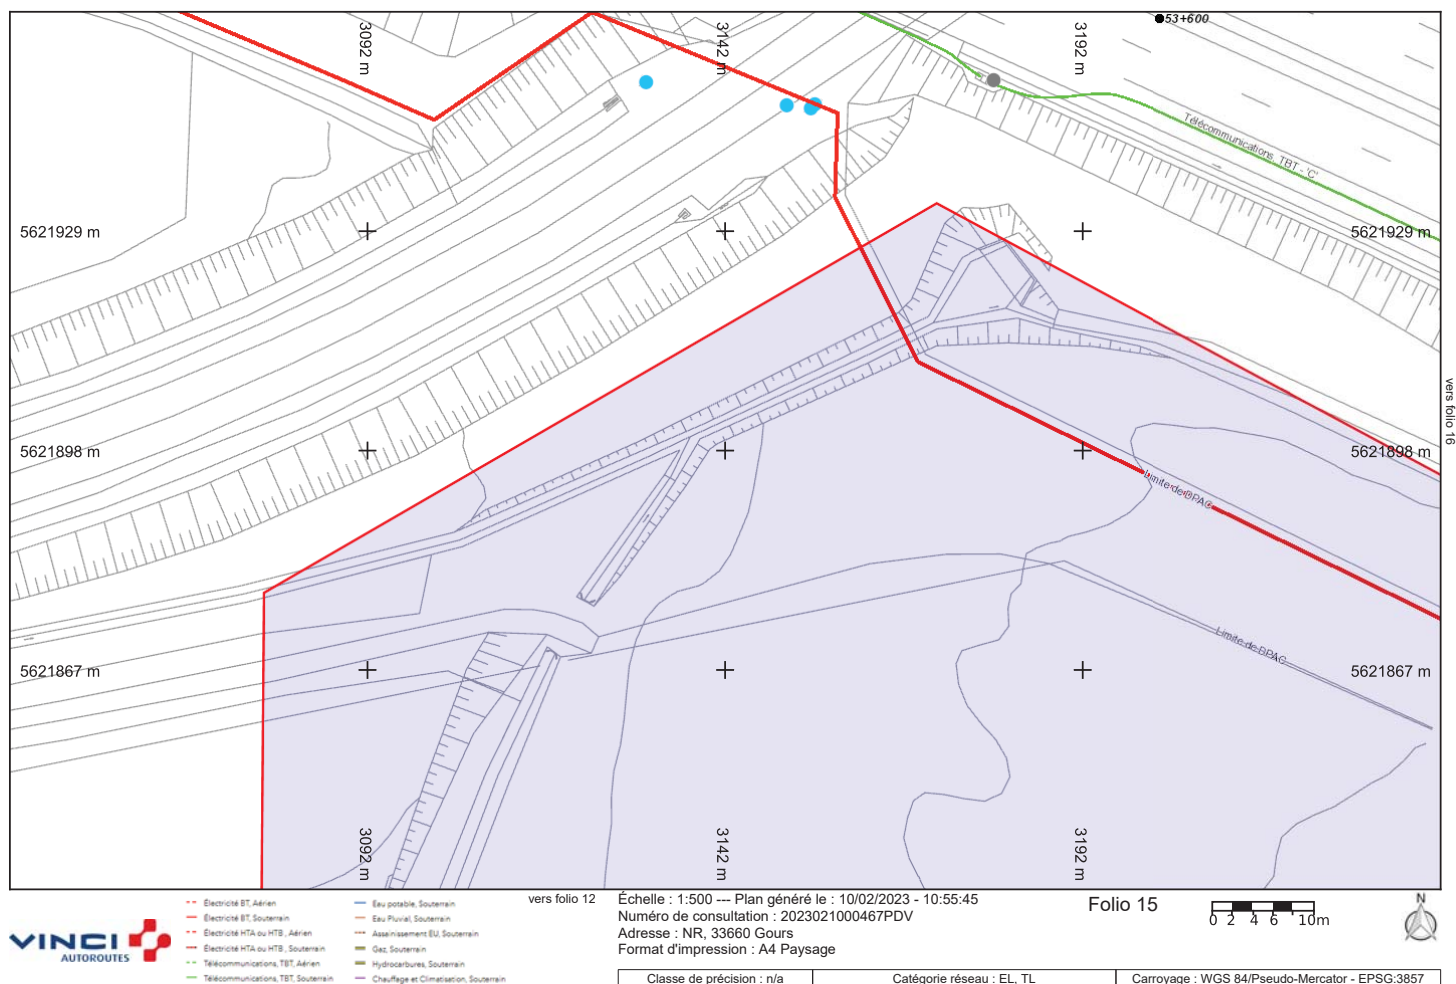 53+600
3092 m
3142 m
3192 m
Télécommunications, TBT - 'C'
5621929 m
5621929 m
vers folio 16
5621898 m
5621898 m
Limite de DPAC
Limite de DPAC
5621867 m
5621867 m
3092 m
3142 m
3192 m
VINCI
AUTOROUTES
Électricité BT, Aérien
Électricité BT, Souterrain
Électricité HTA ou HTB , Aérien
Électricité HTA ou HTB , Souterrain
Télécommunications, TBT, Aérien
Télécommunications, TBT, Souterrain
Eau potable, Souterrain
Eau Pluvial, Souterrain
Assainissement EU, Souterrain
Gaz, Souterrain
Hydrocarbures, Souterrain
Chauffage et Climatisation, Souterrain
vers folio 12
Échelle : 1:500 --- Plan généré le : 10/02/2023 - 10:55:45
Numéro de consultation : 2023021000467PDV
Adresse : NR, 33660 Gours
Format d'impression : A4 Paysage
Folio 15
0 2 4 6 10m
N
Classe de précision : n/a
Catégorie réseau : EL, TL
Carroyage : WGS 84/Pseudo-Mercator - EPSG:3857